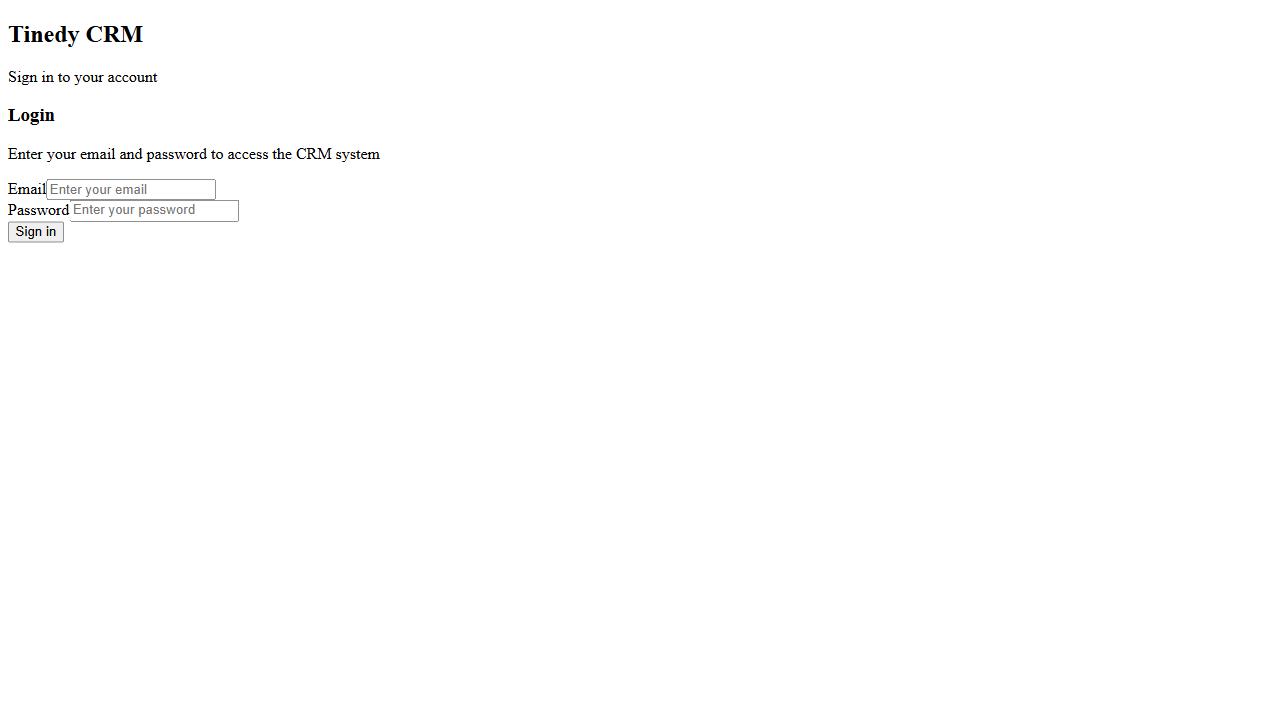 Tinedy CRM
Sign in to your account
Login
Enter your email and password to access the CRM system
Email Enter your email
Password Enter your password
Sign in